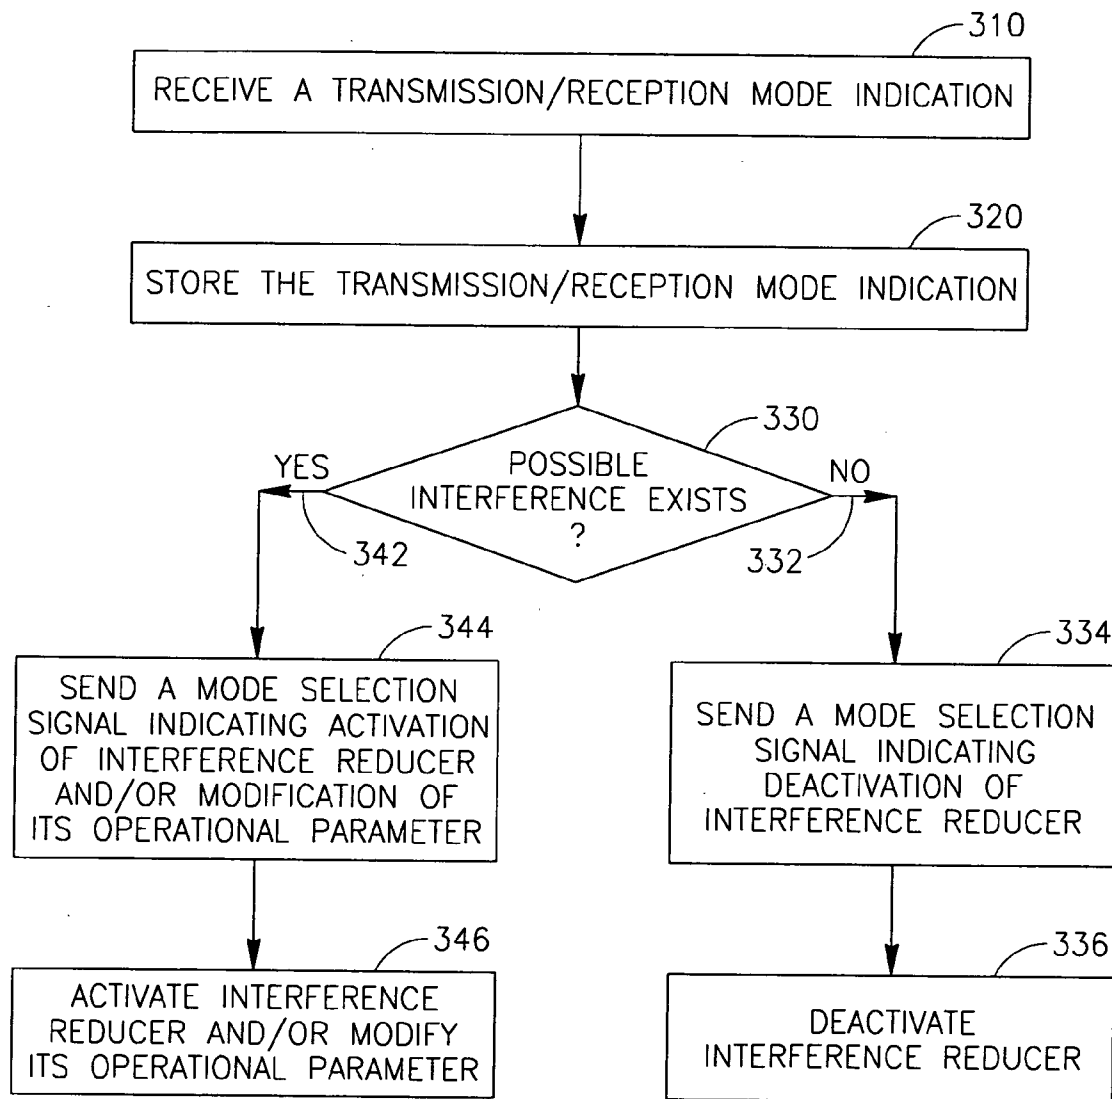 310
RECEIVE A TRANSMISSION/RECEPTION MODE INDICATION
320
STORE THE TRANSMISSION/RECEPTION MODE INDICATION
330
POSSIBLE
INTERFERENCE EXISTS
?
YES
342
NO
332
344
SEND A MODE SELECTION
SIGNAL INDICATING ACTIVATION
OF INTERFERENCE REDUCER
AND/OR MODIFICATION OF
ITS OPERATIONAL PARAMETER
334
SEND A MODE SELECTION
SIGNAL INDICATING
DEACTIVATION OF
INTERFERENCE REDUCER
346
ACTIVATE INTERFERENCE
REDUCER AND/OR MODIFY
ITS OPERATIONAL PARAMETER
336
DEACTIVATE
INTERFERENCE REDUCER